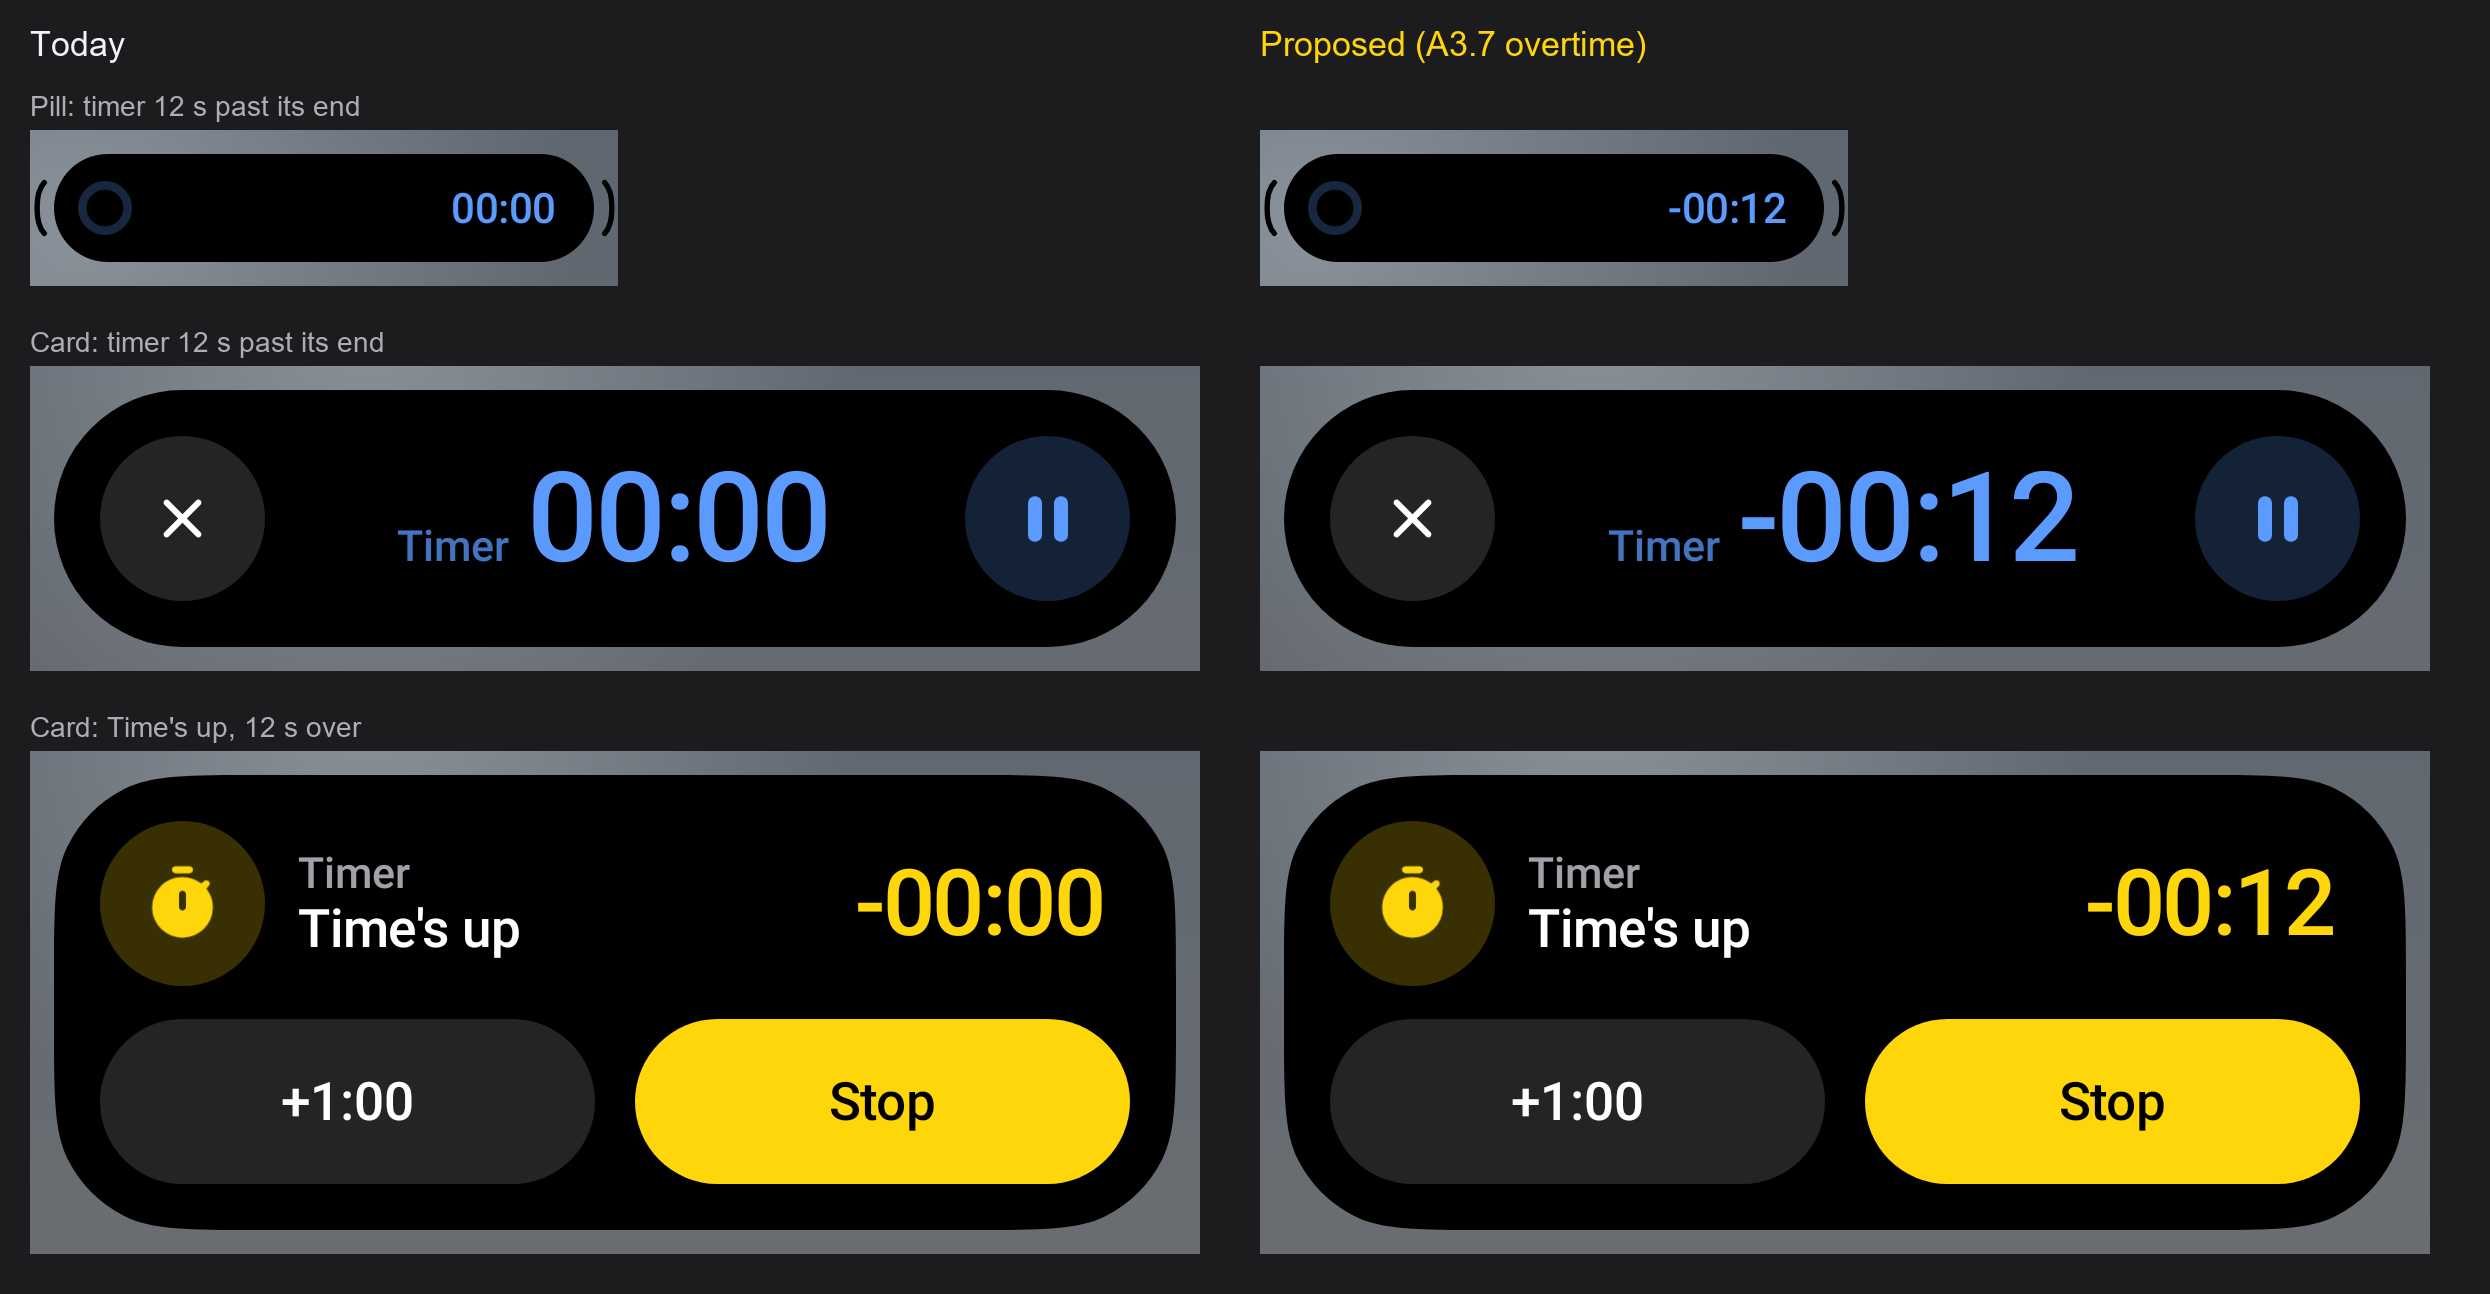 Today
Proposed (A3.7 overtime)
Pill: timer 12 s past its end
00:00
-00:12
Card: timer 12 s past its end
Timer 00:00
Timer -00:12
Card: Time's up, 12 s over
Timer
Time's up
-00:00
+1:00
Stop
Timer
Time's up
-00:12
+1:00
Stop